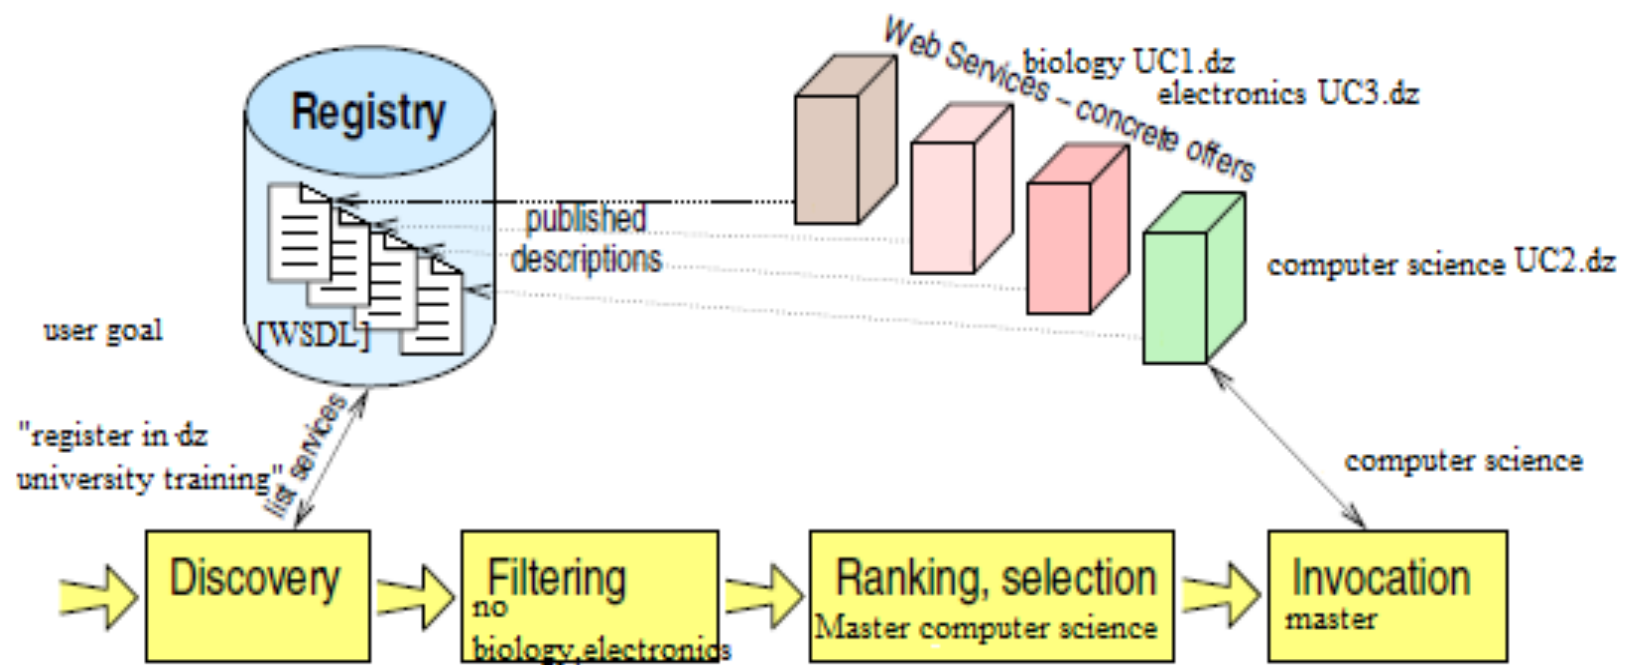 Web Services – concrete offers
biology UC1.dz
electronics UC3.dz
Registry
published
descriptions
computer science UC2.dz
[WSDL]
user goal
"register in dz
university training"
list services
computer science
Discovery
Filtering
no
biology,electronics
Ranking, selection
Master computer science
Invocation
master